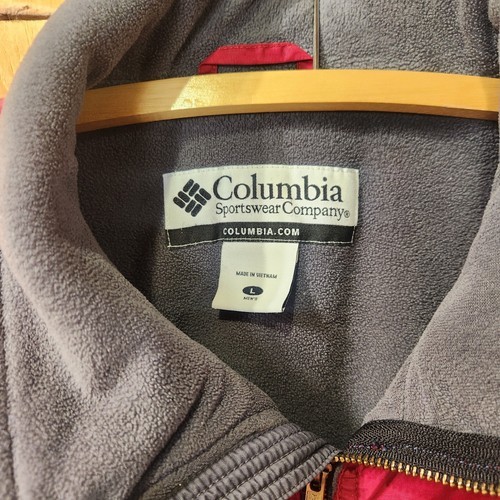 Columbia
Sportswear Company®
COLUMBIA.COM
MADE IN VIETNAM
L
MEN'S